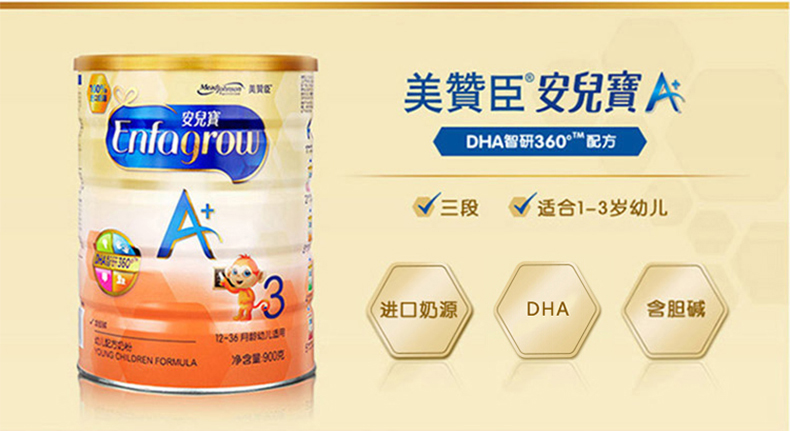 MeadJohnson 美赞臣
安兒寶
Enfagrow
A+
DHA智研360°™
3
12-36月龄幼儿适用
净含量:900克
幼儿配方奶粉
YOUNG CHILDREN FORMULA
美贊臣®安兒寶A+
DHA智研360°™配方
三段
适合1-3岁幼儿
进口奶源
DHA
含胆碱